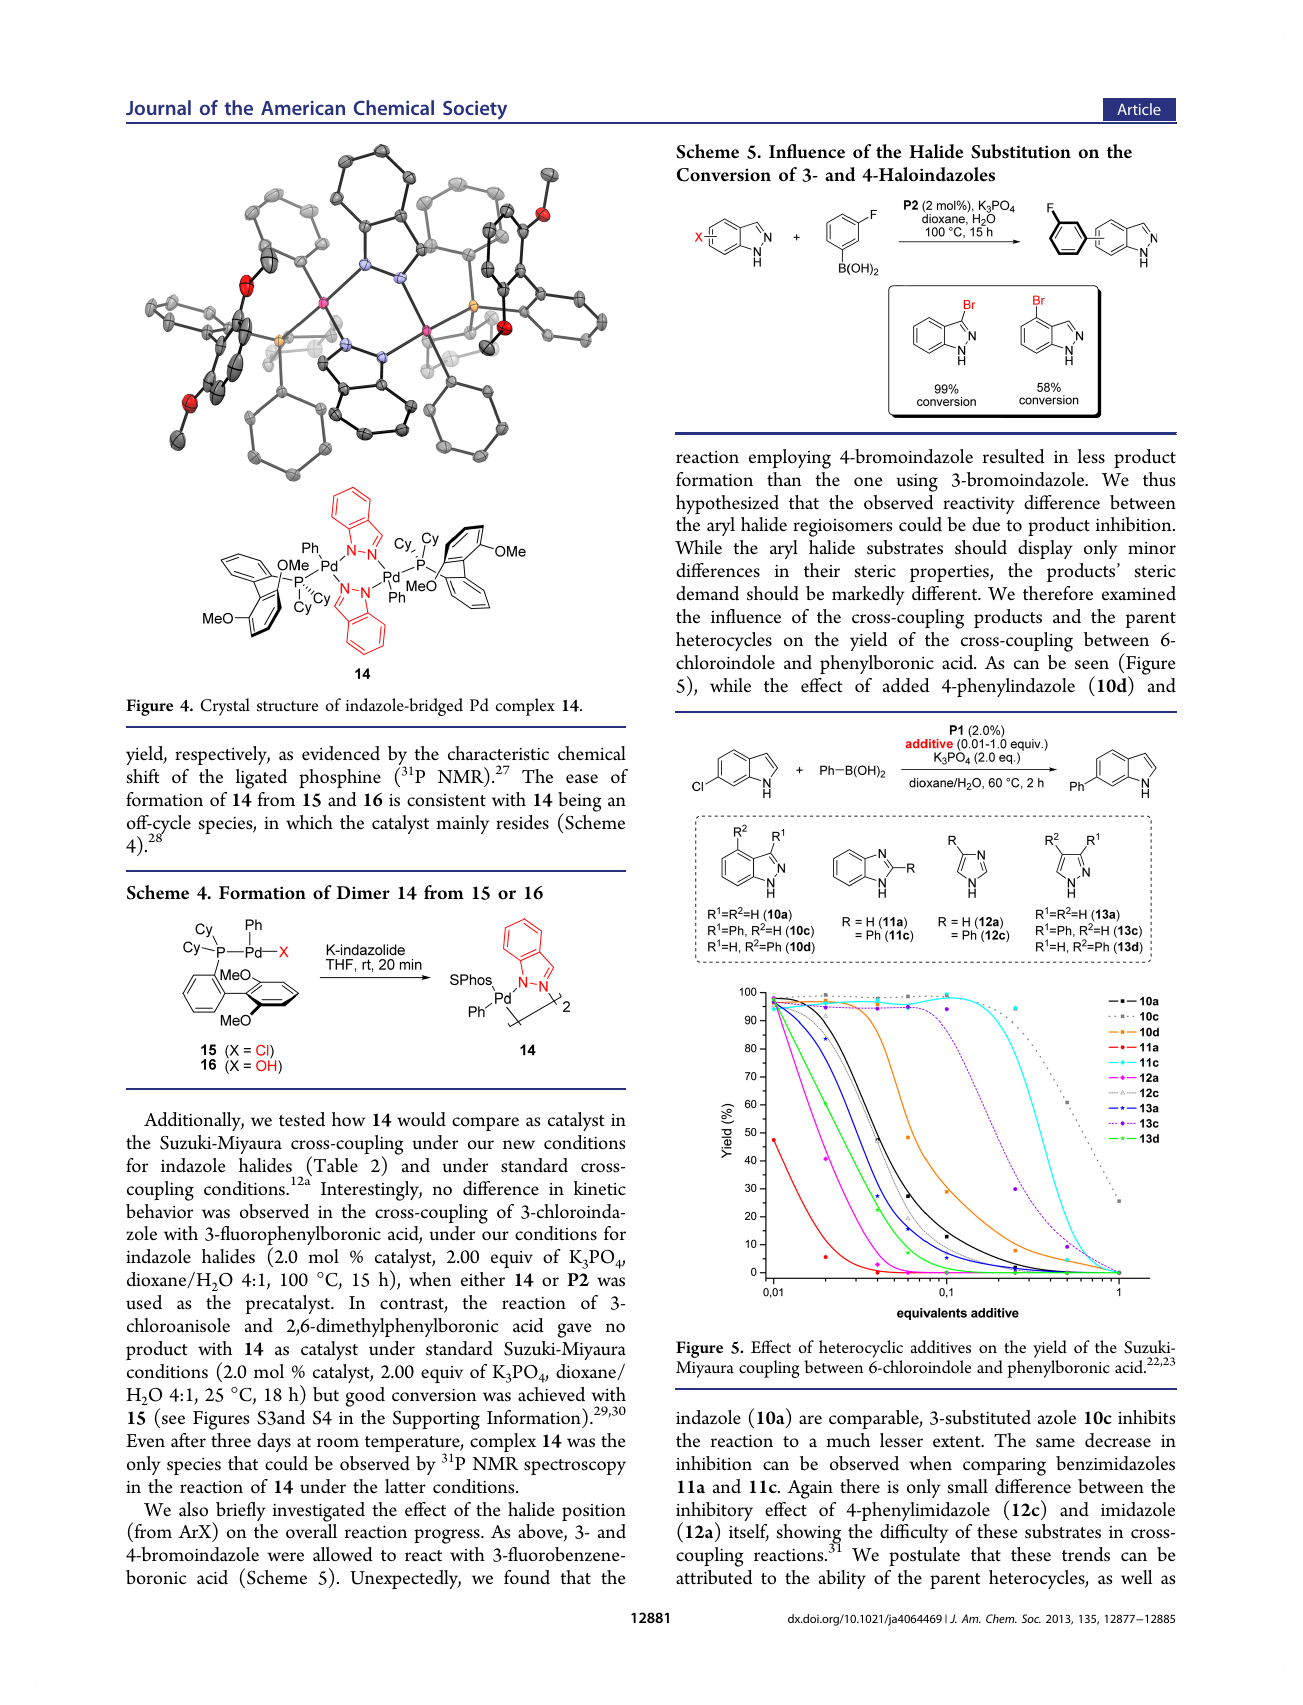 Journal of the American Chemical Society
Article
Ph
N
N
Cy
Cy
OMe
OMe
Pd
P
P
Pd
MeO
Cy
Cy
N
N
Ph
MeO
14
Figure 4. Crystal structure of indazole-bridged Pd complex 14.
yield, respectively, as evidenced by the characteristic chemical
shift of the ligated phosphine (31P NMR).27 The ease of
formation of 14 from 15 and 16 is consistent with 14 being an
off-cycle species, in which the catalyst mainly resides (Scheme
4).28
Scheme 4. Formation of Dimer 14 from 15 or 16
Cy
Ph
Cy
P
Pd
X
MeO
MeO
K-indazolide
THF, rt, 20 min
SPhos
N
N
Pd
Ph
2
15 (X = Cl)
16 (X = OH)
14
Additionally, we tested how 14 would compare as catalyst in
the Suzuki-Miyaura cross-coupling under our new conditions
for indazole halides (Table 2) and under standard cross-
coupling conditions.12a Interestingly, no difference in kinetic
behavior was observed in the cross-coupling of 3-chloroinda-
zole with 3-fluorophenylboronic acid, under our conditions for
indazole halides (2.0 mol % catalyst, 2.00 equiv of K3PO4,
dioxane/H2O 4:1, 100 °C, 15 h), when either 14 or P2 was
used as the precatalyst. In contrast, the reaction of 3-
chloroanisole and 2,6-dimethylphenylboronic acid gave no
product with 14 as catalyst under standard Suzuki-Miyaura
conditions (2.0 mol % catalyst, 2.00 equiv of K3PO4, dioxane/
H2O 4:1, 25 °C, 18 h) but good conversion was achieved with
15 (see Figures S3and S4 in the Supporting Information).29,30
Even after three days at room temperature, complex 14 was the
only species that could be observed by 31P NMR spectroscopy
in the reaction of 14 under the latter conditions.
We also briefly investigated the effect of the halide position
(from ArX) on the overall reaction progress. As above, 3- and
4-bromoindazole were allowed to react with 3-fluorobenzene-
boronic acid (Scheme 5). Unexpectedly, we found that the
Scheme 5. Influence of the Halide Substitution on the
Conversion of 3- and 4-Haloindazoles
X
N
N
H
+
F
B(OH)2
P2 (2 mol%), K3PO4
dioxane, H2O
100 °C, 15 h
F
N
N
H
Br
N
N
H
Br
N
N
H
99%
conversion
58%
conversion
reaction employing 4-bromoindazole resulted in less product
formation than the one using 3-bromoindazole. We thus
hypothesized that the observed reactivity difference between
the aryl halide regioisomers could be due to product inhibition.
While the aryl halide substrates should display only minor
differences in their steric properties, the products' steric
demand should be markedly different. We therefore examined
the influence of the cross-coupling products and the parent
heterocycles on the yield of the cross-coupling between 6-
chloroindole and phenylboronic acid. As can be seen (Figure
5), while the effect of added 4-phenylindazole (10d) and
Cl
N
H
+
Ph−B(OH)2
P1 (2.0%)
additive (0.01-1.0 equiv.)
K3PO4 (2.0 eq.)
dioxane/H2O, 60 °C, 2 h
Ph
N
H
R2
R1
N
N
H
N
R
N
H
R
N
N
H
R2
R1
N
N
H
R1=R2=H (10a)
R1=Ph, R2=H (10c)
R1=H, R2=Ph (10d)
R = H (11a)
= Ph (11c)
R = H (12a)
= Ph (12c)
R1=R2=H (13a)
R1=Ph, R2=H (13c)
R1=H, R2=Ph (13d)
100
90
80
70
60
50
40
30
20
10
0
Yield (%)
0,01
0,1
1
equivalents additive
10a
10c
10d
11a
11c
12a
12c
13a
13c
13d
Figure 5. Effect of heterocyclic additives on the yield of the Suzuki-
Miyaura coupling between 6-chloroindole and phenylboronic acid.22,23
indazole (10a) are comparable, 3-substituted azole 10c inhibits
the reaction to a much lesser extent. The same decrease in
inhibition can be observed when comparing benzimidazoles
11a and 11c. Again there is only small difference between the
inhibitory effect of 4-phenylimidazole (12c) and imidazole
(12a) itself, showing the difficulty of these substrates in cross-
coupling reactions.31 We postulate that these trends can be
attributed to the ability of the parent heterocycles, as well as
12881
dx.doi.org/10.1021/ja4064469 | J. Am. Chem. Soc. 2013, 135, 12877−12885